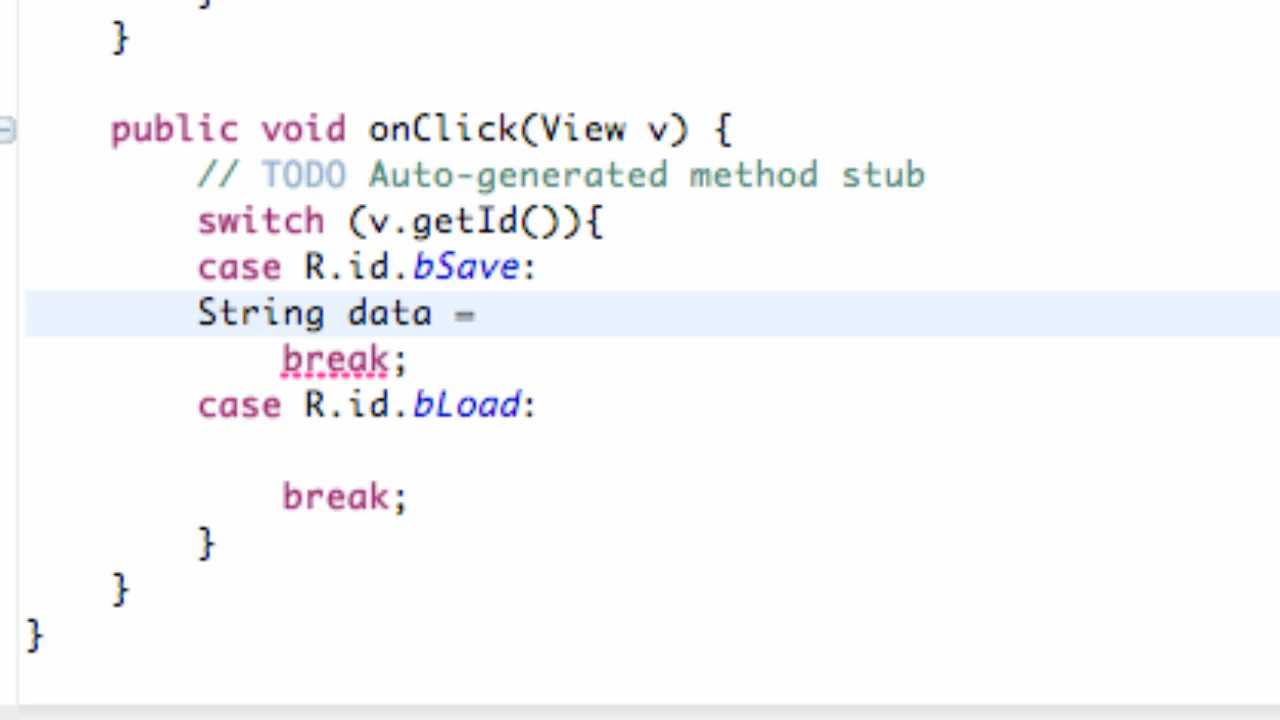 }
public void onClick(View v) {
// TODO Auto-generated method stub
switch (v.getId()){
case R.id.bSave:
String data =
break;
case R.id.bLoad:
break;
}
}
}